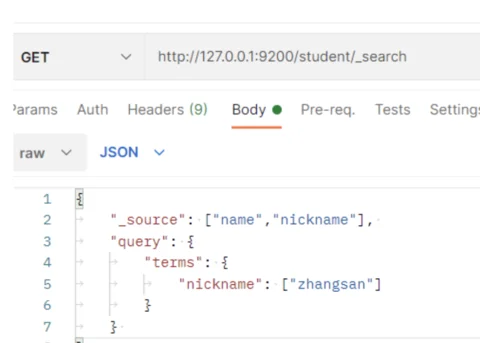 GET http://127.0.0.1:9200/student/_search
Params Auth Headers (9) Body Pre-req. Tests Settings
raw JSON
1 {
2 "_source": ["name","nickname"],
3 "query": {
4 "terms": {
5 "nickname": ["zhangsan"]
6 }
7 }